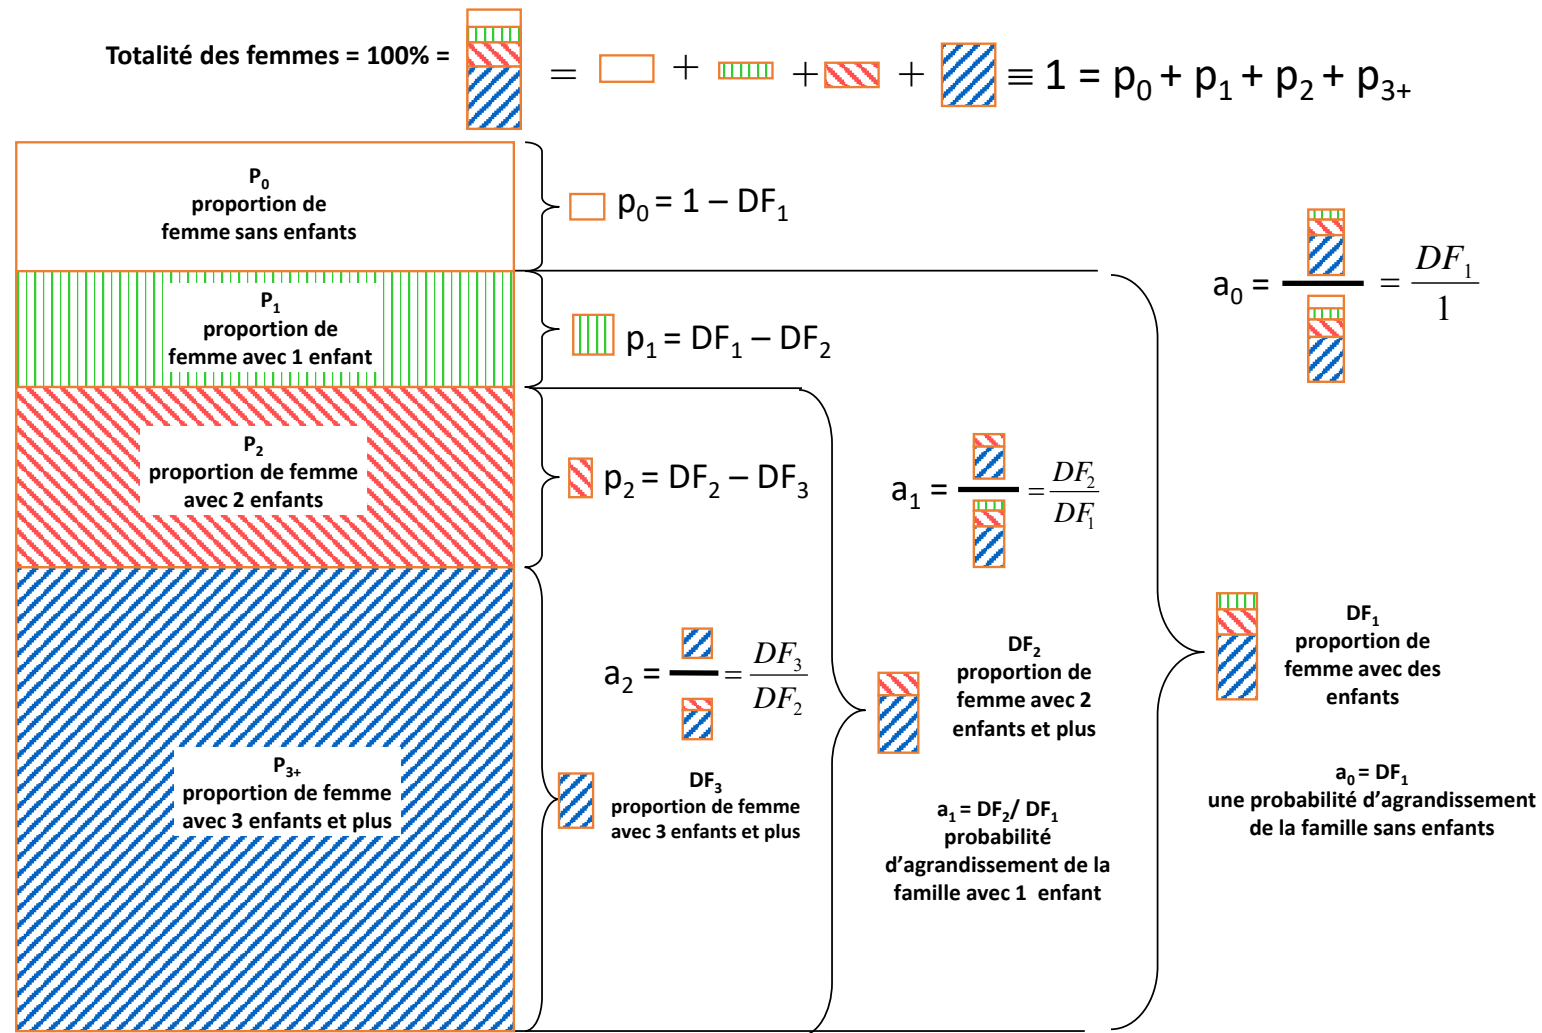 Totalité des femmes = 100% = = + + + ≡ 1 = p₀ + p₁ + p₂ + p₃₊
P₀
proportion de
femme sans enfants
p₀ = 1 – DF₁
a₀ = = DF₁/1
P₁
proportion de
femme avec 1 enfant
p₁ = DF₁ – DF₂
P₂
proportion de femme
avec 2 enfants
p₂ = DF₂ – DF₃
a₁ = = DF₂/DF₁
a₂ = = DF₃/DF₂
P₃₊
proportion de femme
avec 3 enfants et plus
DF₃
proportion de femme
avec 3 enfants et plus
DF₂
proportion de
femme avec 2
enfants et plus
a₁ = DF₂/ DF₁
probabilité
d’agrandissement de la
famille avec 1 enfant
DF₁
proportion de
femme avec des
enfants
a₀ = DF₁
une probabilité d’agrandissement
de la famille sans enfants